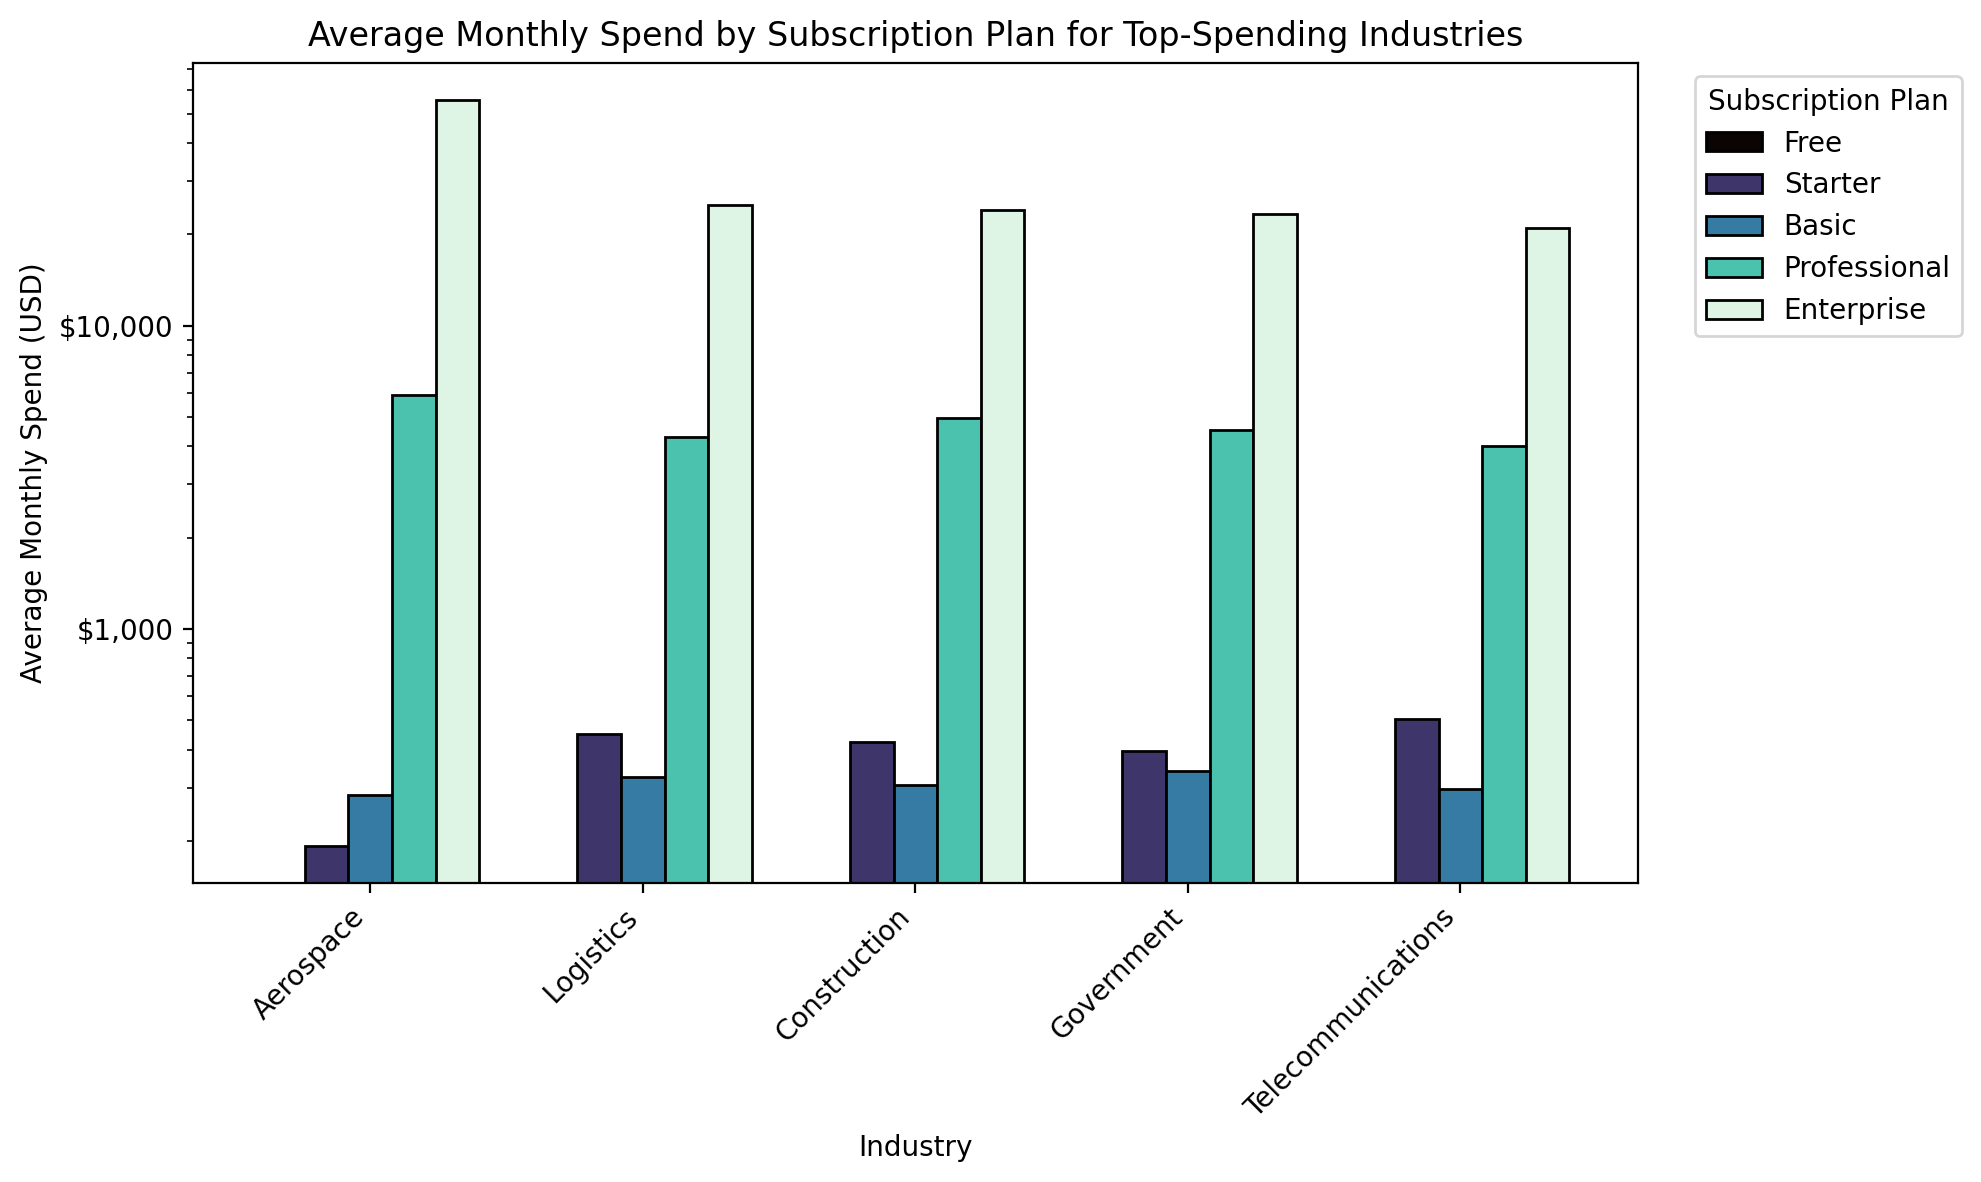 Average Monthly Spend by Subscription Plan for Top-Spending Industries
Subscription Plan
Free
Starter
Basic
Professional
Enterprise
Average Monthly Spend (USD)
$10,000
$1,000
Aerospace
Logistics
Construction
Government
Telecommunications
Industry